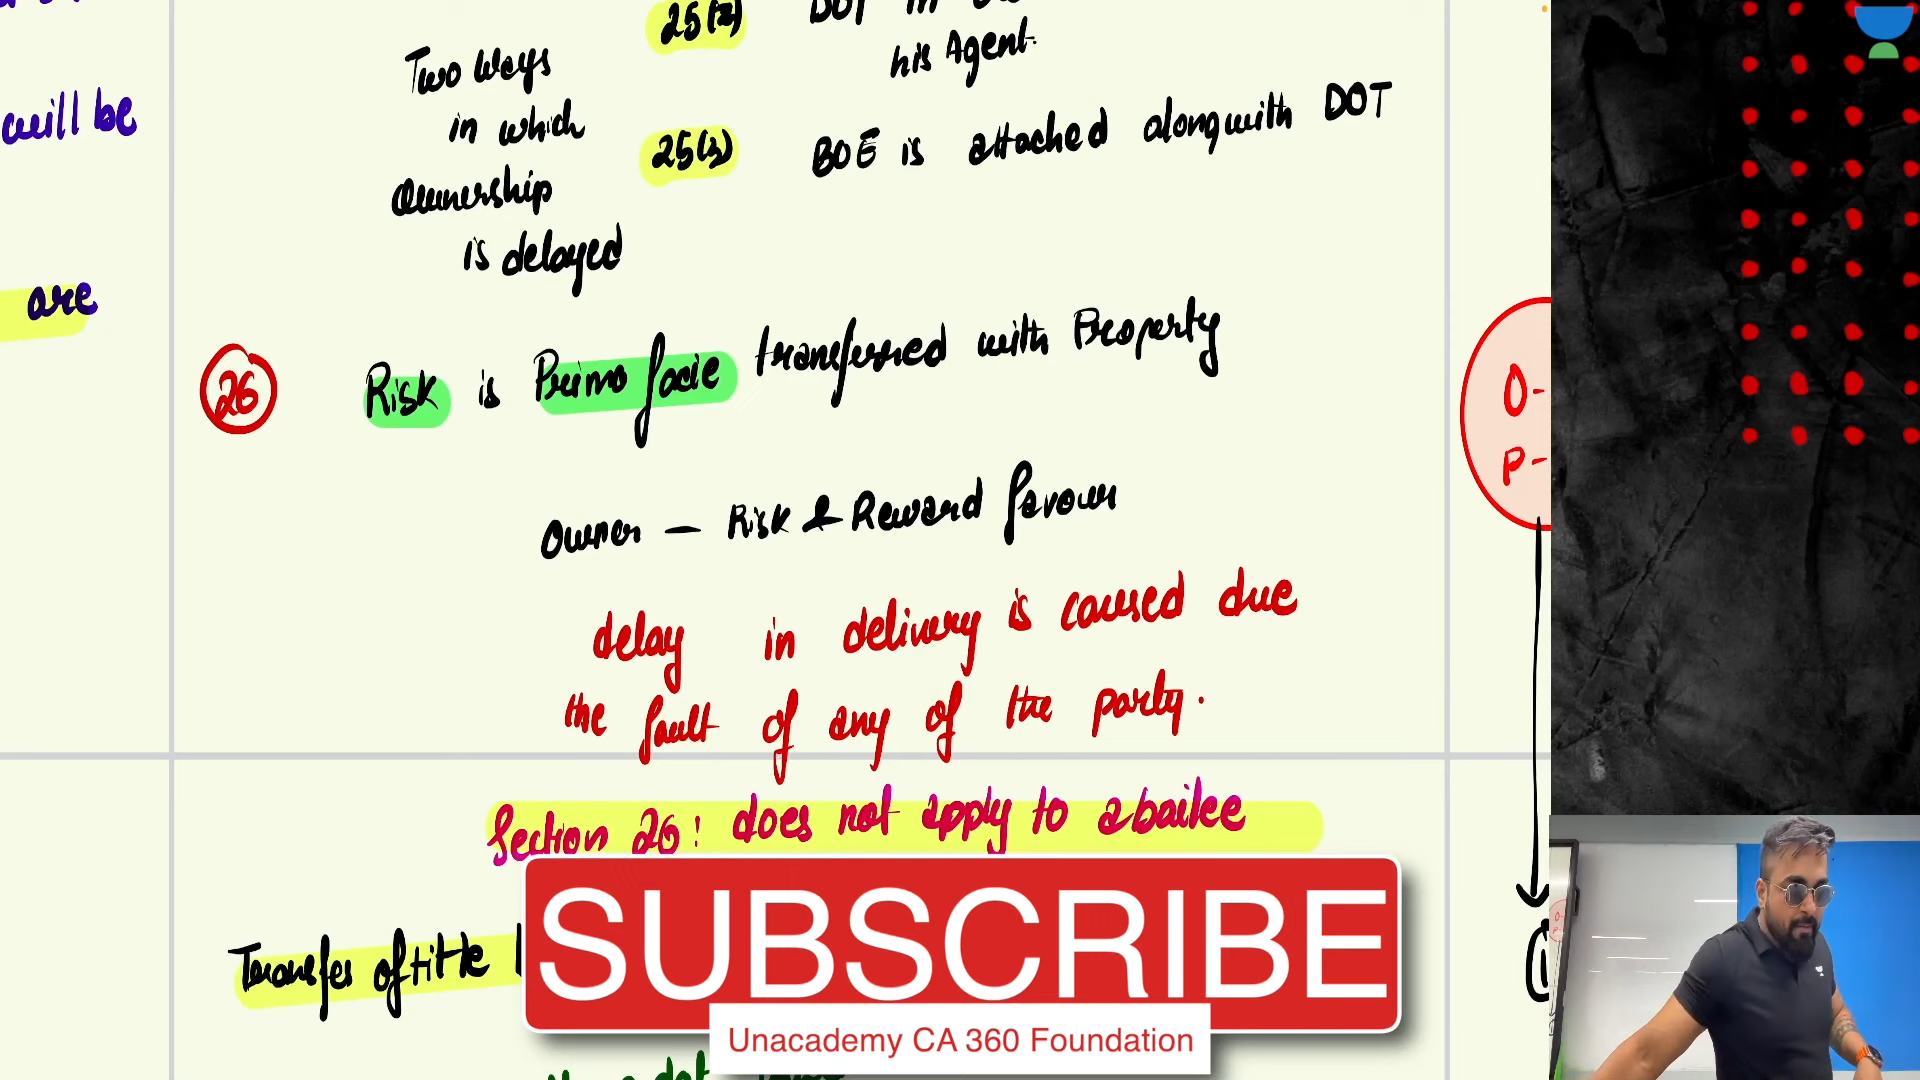 25(2) DOT in
his Agent.
Two Ways
in which
Ownership
is delayed
25(3) BOE is attached alongwith DOT
will be
are
26 Risk is Prima facie transferred with Property
Owner - Risk & Reward favour
delay in delivery is caused due
the fault of any of the party.
Section 26: does not apply to a bailee
Transfer of title
O-
P-
SUBSCRIBE
Unacademy CA 360 Foundation